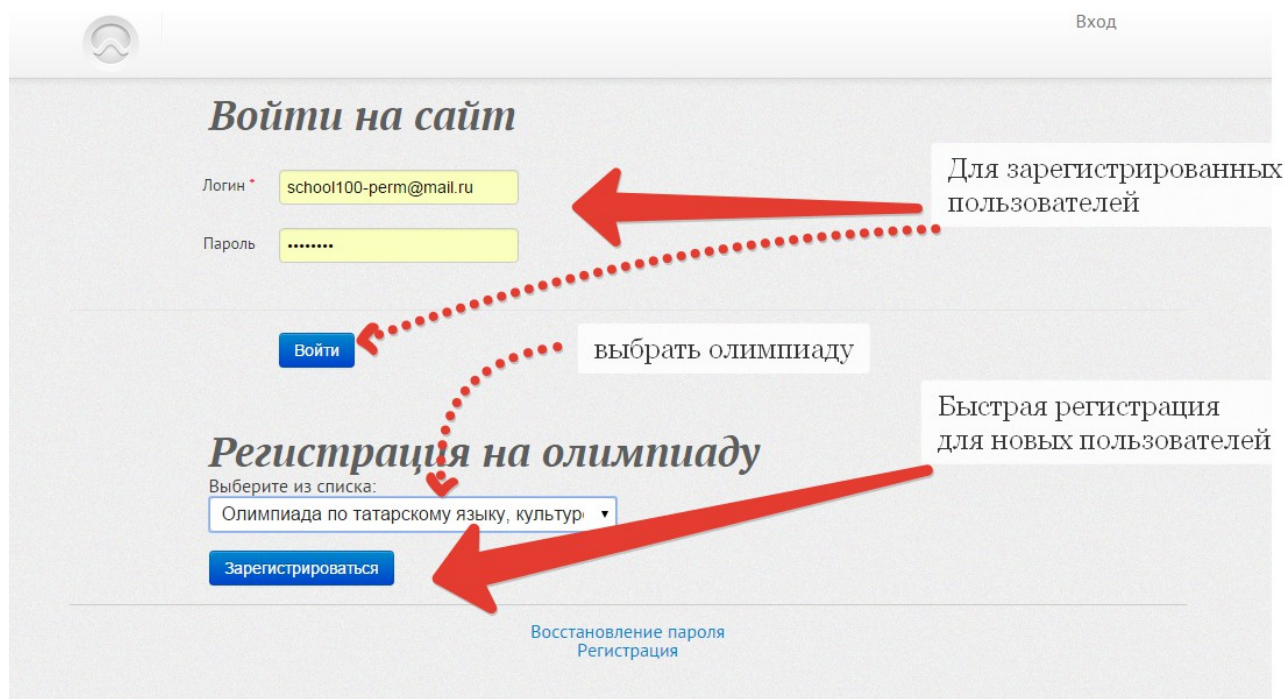 Вход
Войти на сайт
Логин *
school100-perm@mail.ru
Для зарегистрированных
пользователей
Пароль
••••••••
Войти
выбрать олимпиаду
Быстрая регистрация
для новых пользователей
Регистрация на олимпиаду
Выберите из списка:
Олимпиада по татарскому языку, культур
Зарегистрироваться
Восстановление пароля
Регистрация